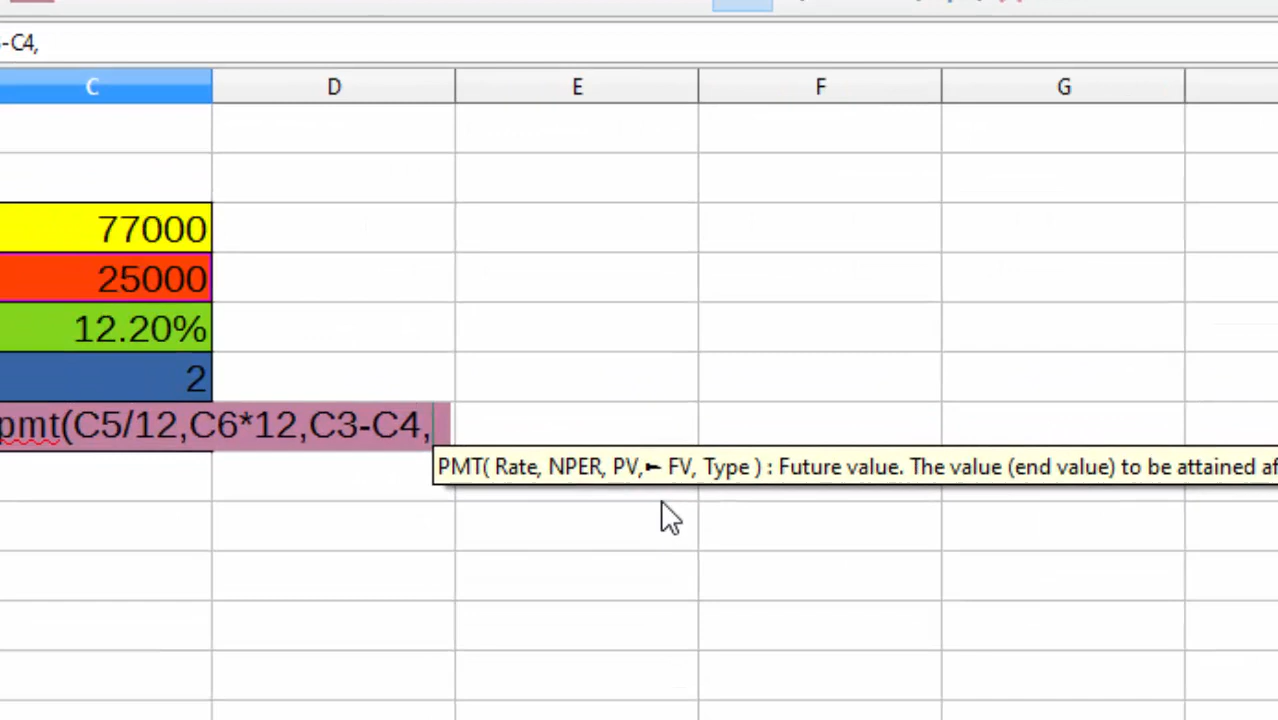 -C4,
C D E F G
77000
25000
12.20%
2
pmt(C5/12,C6*12,C3-C4,
PMT( Rate, NPER, PV,► FV, Type ) : Future value. The value (end value) to be attained af